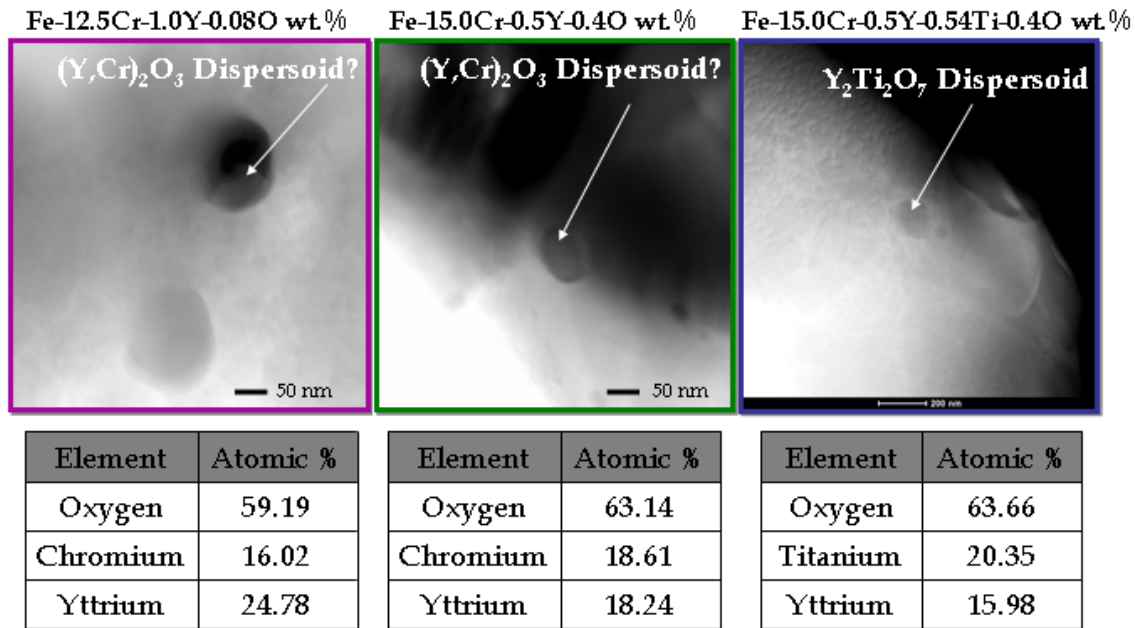 Fe-12.5Cr-1.0Y-0.08O wt.% Fe-15.0Cr-0.5Y-0.4O wt.% Fe-15.0Cr-0.5Y-0.54Ti-0.4O wt.%
(Y,Cr)₂O₃ Dispersoid?
50 nm
(Y,Cr)₂O₃ Dispersoid?
50 nm
Y₂Ti₂O₇ Dispersoid
200 nm
Element Atomic %
Oxygen 59.19
Chromium 16.02
Yttrium 24.78
Element Atomic %
Oxygen 63.14
Chromium 18.61
Yttrium 18.24
Element Atomic %
Oxygen 63.66
Titanium 20.35
Yttrium 15.98